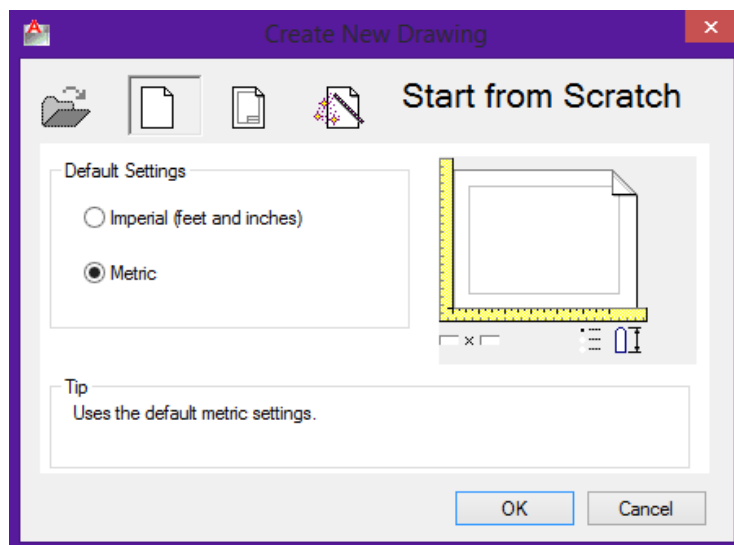 Create New Drawing
Start from Scratch
Default Settings
Imperial (feet and inches)
Metric
Tip
Uses the default metric settings.
OK
Cancel